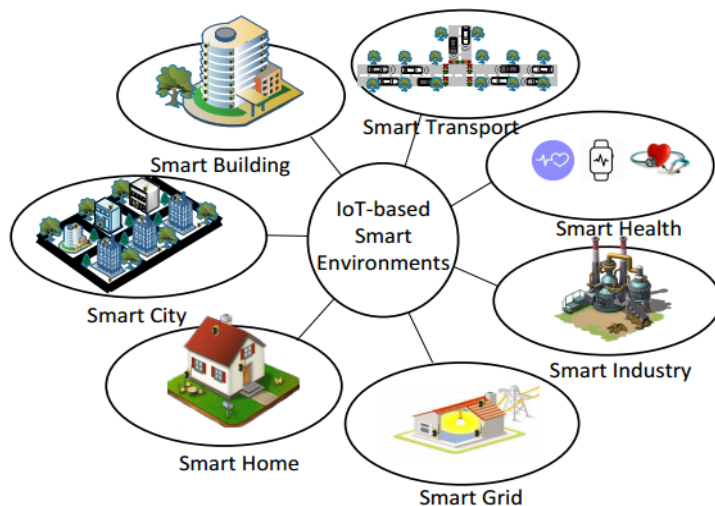 Smart Transport
Smart Building
IoT-based
Smart
Environments
Smart Health
Smart City
Smart Industry
Smart Home
Smart Grid